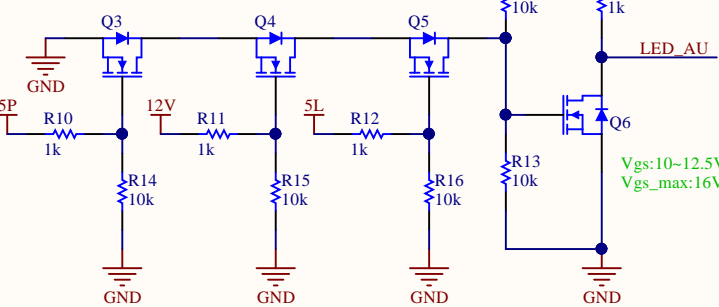 10k
1k
Q3
Q4
Q5
LED_AU
GND
5P
12V
5L
R10
R11
R12
Q6
1k
1k
1k
R13
10k
Vgs:10~12.5V
Vgs_max:16V
R14
10k
R15
10k
R16
10k
GND
GND
GND
GND